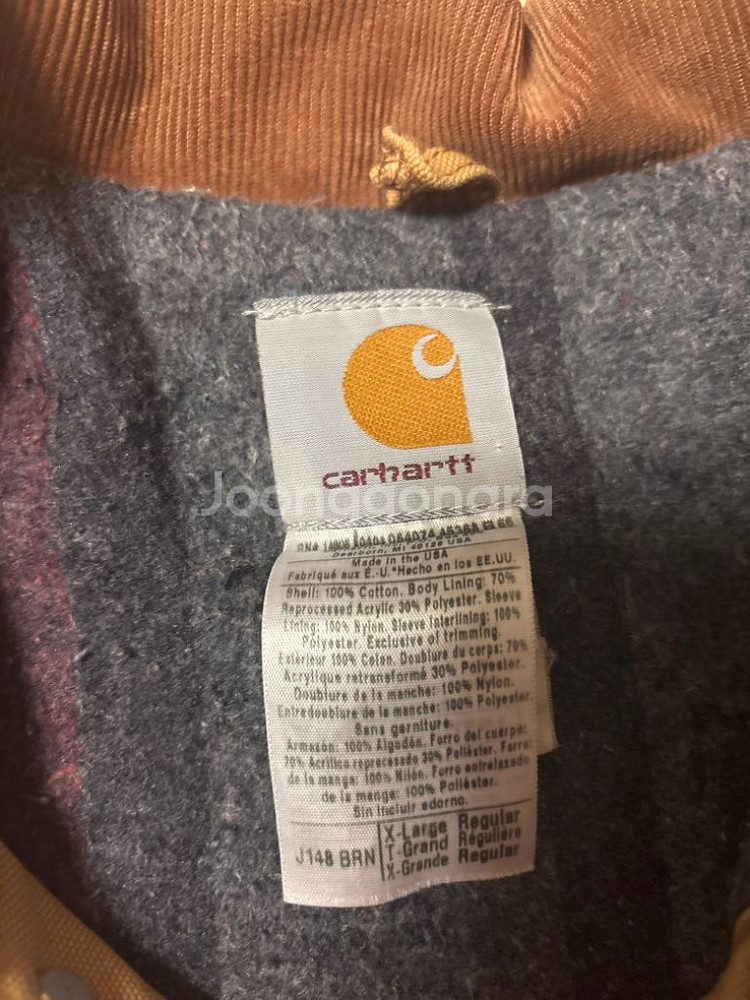 carhartt
Joonggonara
Dearborn, MI 48126 USA
Made in the USA
Fabriqué aux É.-U.*Hecho en los EE.UU.
Shell: 100% Cotton. Body Lining: 70%
Reprocessed Acrylic 30% Polyester. Sleeve
Lining: 100% Nylon. Sleeve Interlining: 100%
Polyester. Exclusive of trimming.
Extérieur 100% Coton. Doublure du corps: 70%
Acrylique retransformé 30% Polyester.
Doublure de la manche: 100% Nylon.
Entredoublure de la manche: 100% Polyester.
Sans garniture.
Armazón: 100% Algodón. Forro del cuerpo:
70% Acrílico reprocesado 30% Poliéster. Forro
de la manga: 100% Nilón. Forro entrelazado
de la manga: 100% Poliéster.
Sin incluir adorno.
J148 BRN
X-Large Regular
T-Grand Régulière
X-Grande Regular